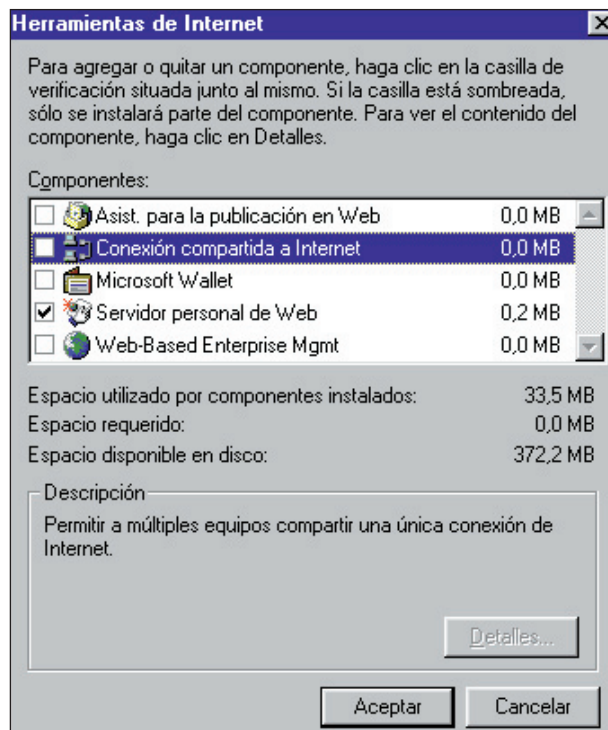 Herramientas de Internet
Para agregar o quitar un componente, haga clic en la casilla de
verificación situada junto al mismo. Si la casilla está sombreada,
sólo se instalará parte del componente. Para ver el contenido del
componente, haga clic en Detalles.
Componentes:
Asist. para la publicación en Web 0,0 MB
Conexión compartida a Internet 0,0 MB
Microsoft Wallet 0,0 MB
Servidor personal de Web 0,2 MB
Web-Based Enterprise Mgmt 0,0 MB
Espacio utilizado por componentes instalados: 33,5 MB
Espacio requerido: 0,0 MB
Espacio disponible en disco: 372,2 MB
Descripción
Permitir a múltiples equipos compartir una única conexión de
Internet.
Detalles...
Aceptar Cancelar